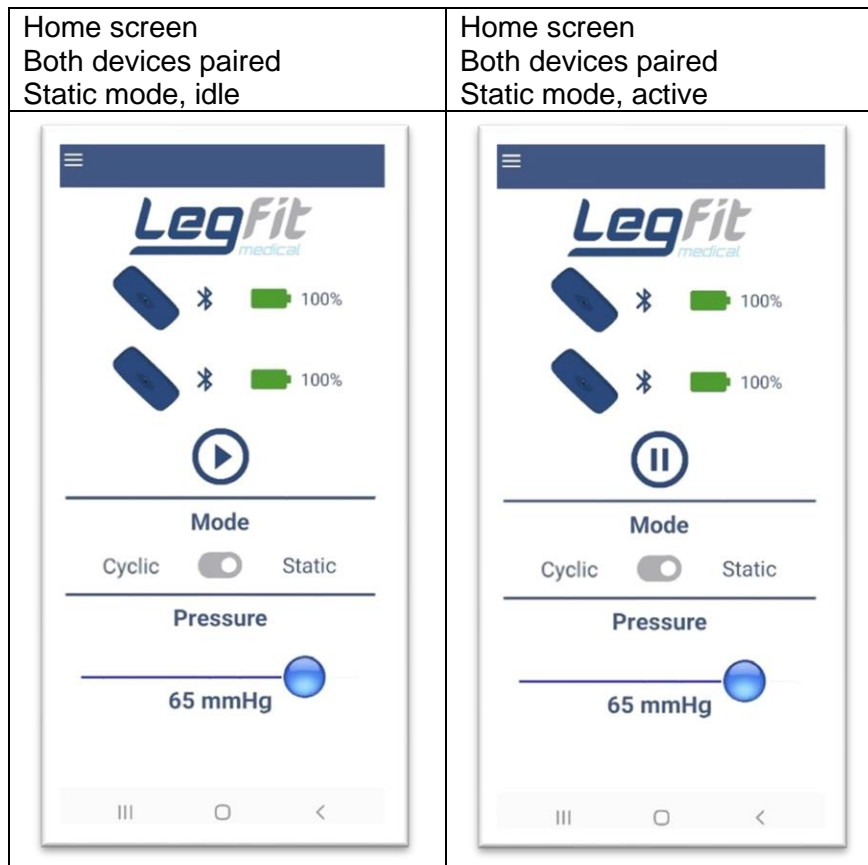 Home screen
Both devices paired
Static mode, idle
Home screen
Both devices paired
Static mode, active
LegFit
medical
100%
100%
Mode
Cyclic Static
Pressure
65 mmHg
LegFit
medical
100%
100%
Mode
Cyclic Static
Pressure
65 mmHg